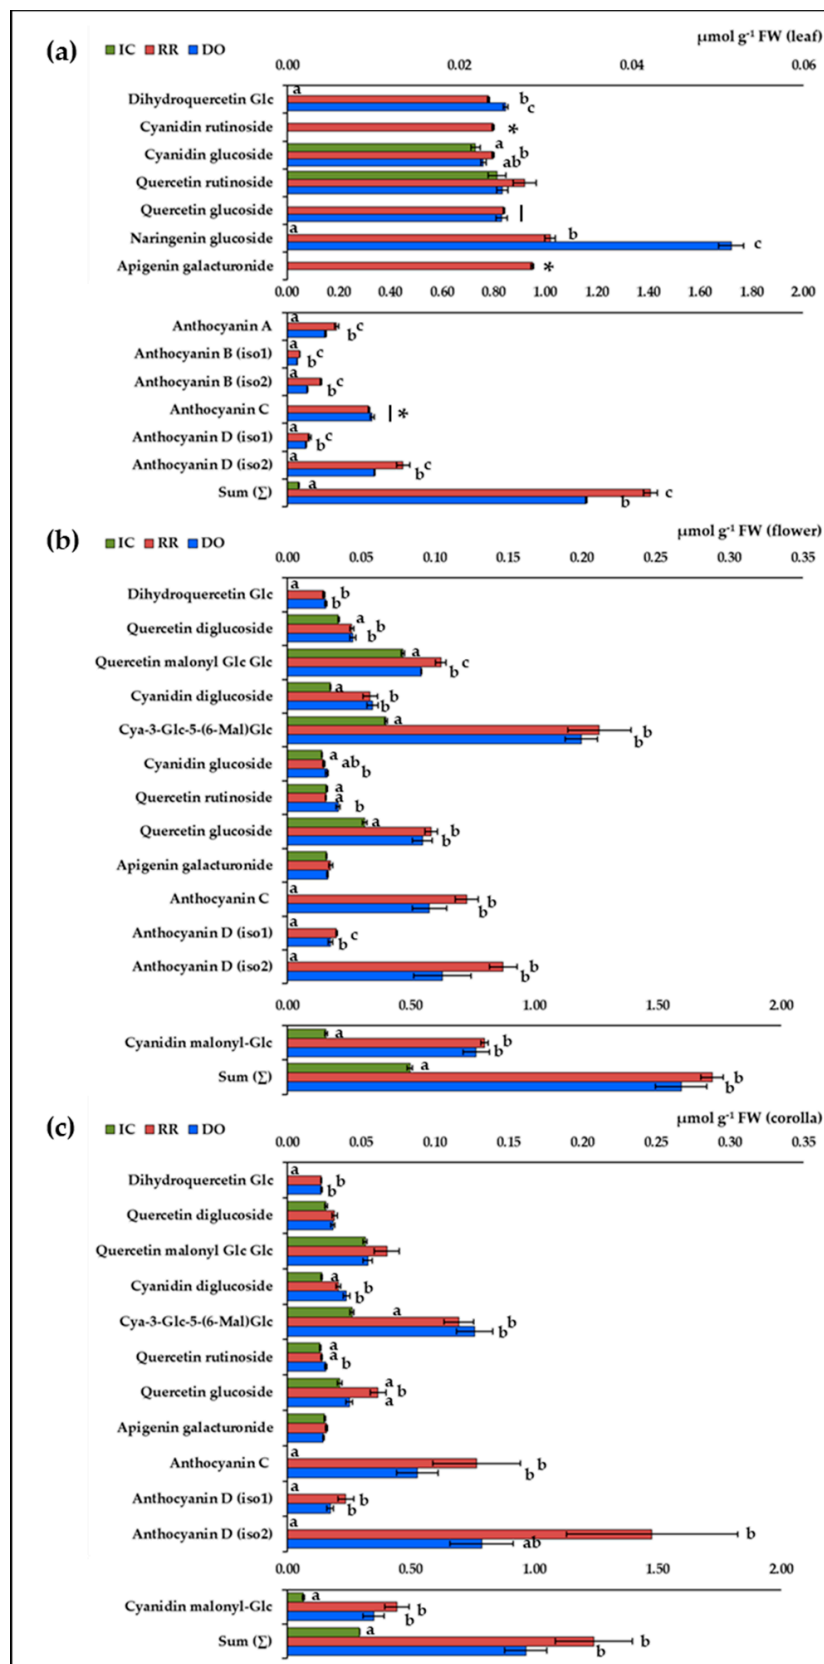 (a) IC RR DO µmol g-1 FW (leaf)
0.00 0.02 0.04 0.06
Dihydroquercetin Glc a b c
Cyanidin rutinoside *
Cyanidin glucoside a b ab
Quercetin rutinoside
Quercetin glucoside
Naringenin glucoside a b c
Apigenin galacturonide *
0.00 0.20 0.40 0.60 0.80 1.00 1.20 1.40 1.60 1.80 2.00
Anthocyanin A a c b
Anthocyanin B (iso1) a c b
Anthocyanin B (iso2) a c b
Anthocyanin C *
Anthocyanin D (iso1) a c b
Anthocyanin D (iso2) a c b
Sum (Σ) a c b
(b) IC RR DO µmol g-1 FW (flower)
0.00 0.05 0.10 0.15 0.20 0.25 0.30 0.35
Dihydroquercetin Glc a b b
Quercetin diglucoside a b b
Quercetin malonyl Glc Glc a c b
Cyanidin diglucoside a b b
Cya-3-Glc-5-(6-Mal)Glc a b b
Cyanidin glucoside a ab b
Quercetin rutinoside a a b
Quercetin glucoside a b b
Apigenin galacturonide
Anthocyanin C a b b
Anthocyanin D (iso1) a c b
Anthocyanin D (iso2) a b b
0.00 0.50 1.00 1.50 2.00
Cyanidin malonyl-Glc a b b
Sum (Σ) a b b
(c) IC RR DO µmol g-1 FW (corolla)
0.00 0.05 0.10 0.15 0.20 0.25 0.30 0.35
Dihydroquercetin Glc a b b
Quercetin diglucoside
Quercetin malonyl Glc Glc
Cyanidin diglucoside a b b
Cya-3-Glc-5-(6-Mal)Glc a b b
Quercetin rutinoside a a b
Quercetin glucoside a b a
Apigenin galacturonide
Anthocyanin C a b b
Anthocyanin D (iso1) a b b
Anthocyanin D (iso2) a b ab
0.00 0.50 1.00 1.50 2.00
Cyanidin malonyl-Glc a b b
Sum (Σ) a b b